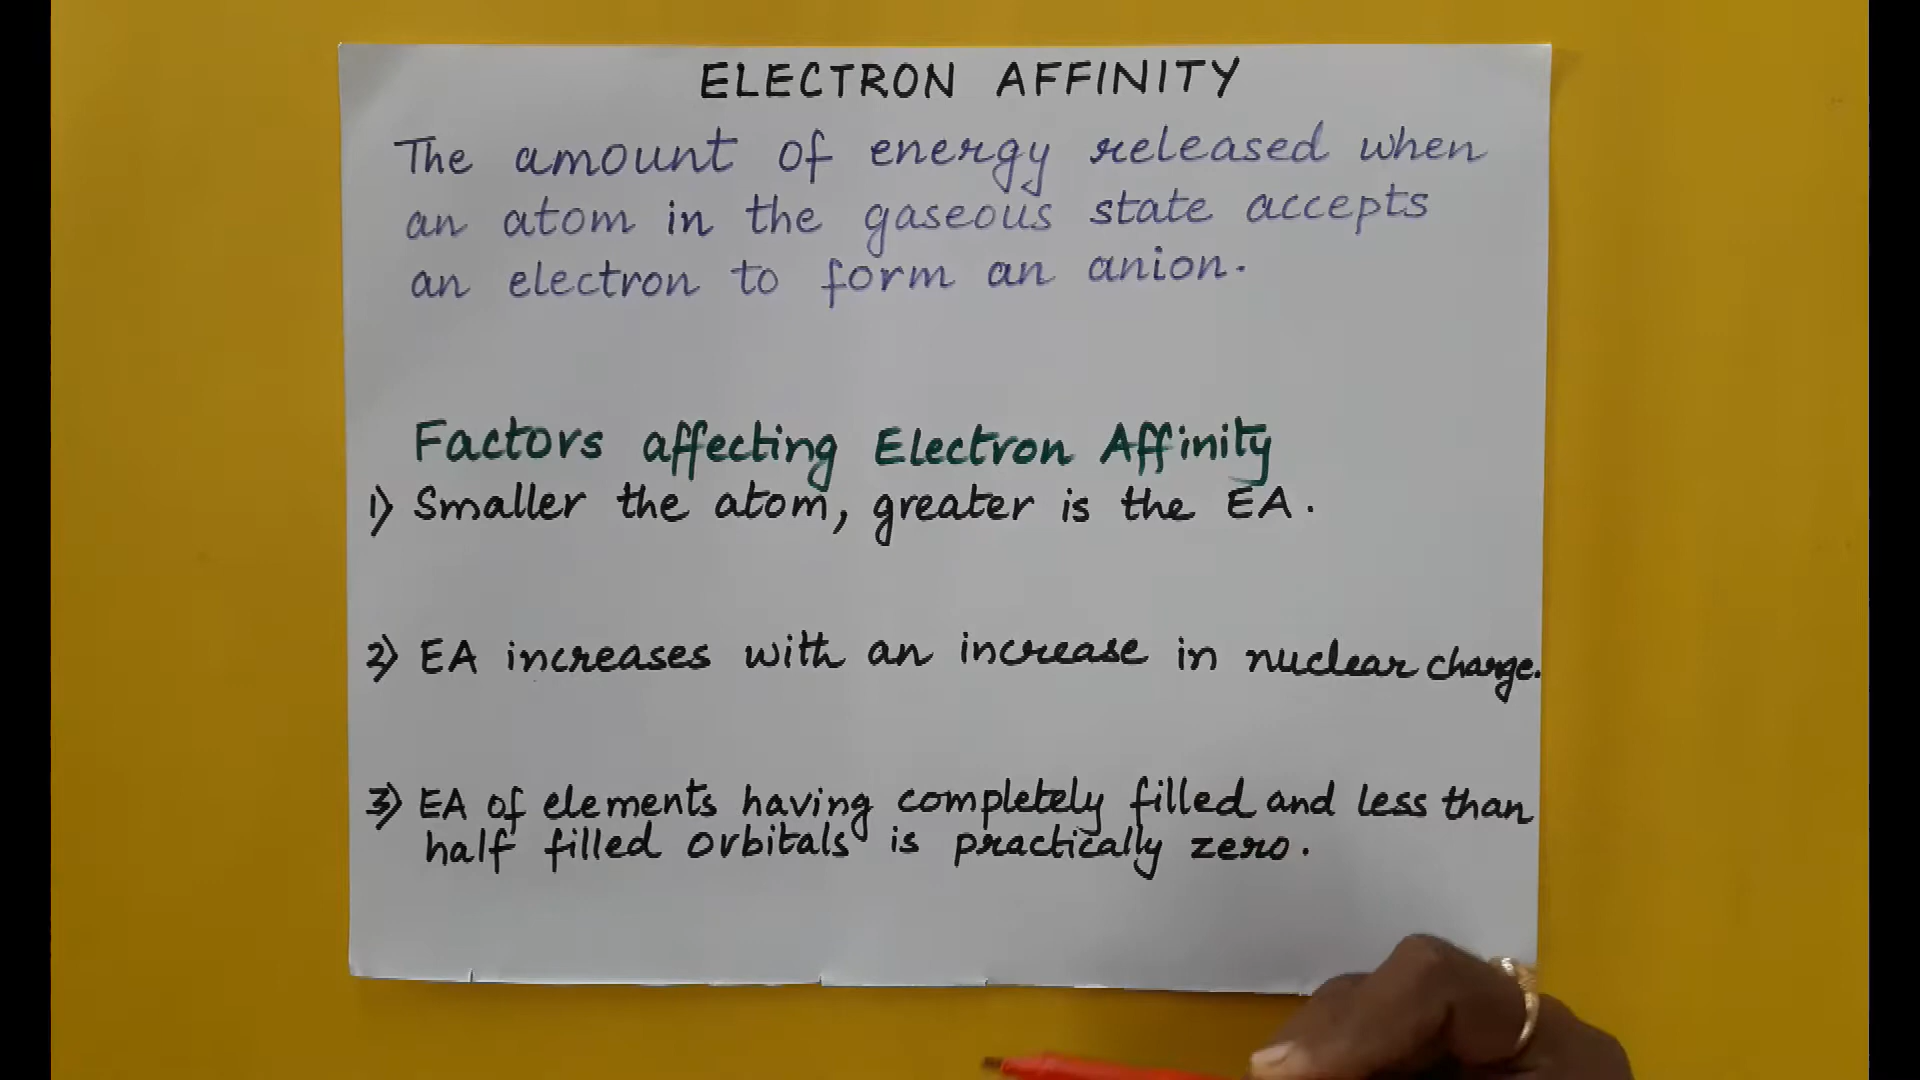 ELECTRON AFFINITY
The amount of energy released when
an atom in the gaseous state accepts
an electron to form an anion.
Factors affecting Electron Affinity
1) Smaller the atom, greater is the EA.
2) EA increases with an increase in nuclear charge.
3) EA of elements having completely filled and less than
half filled orbitals is practically zero.